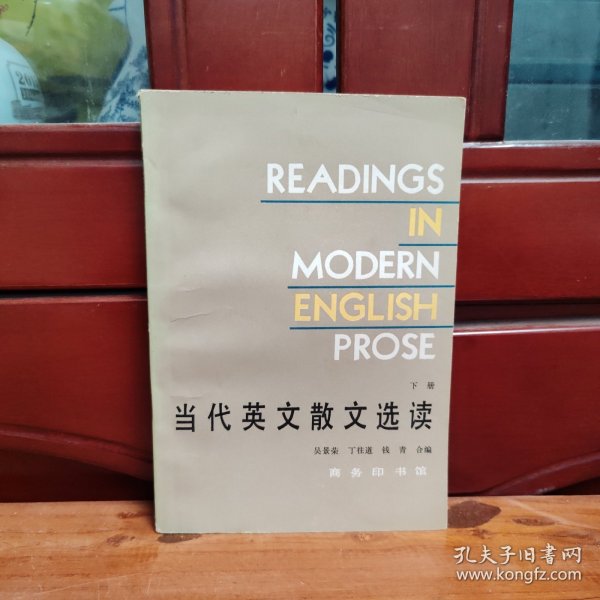 READINGS
IN
MODERN
ENGLISH
PROSE
下册
当代英文散文选读
吴景荣 丁往道 钱青 合编
商务印书馆
孔夫子旧书网
www.kongfz.com